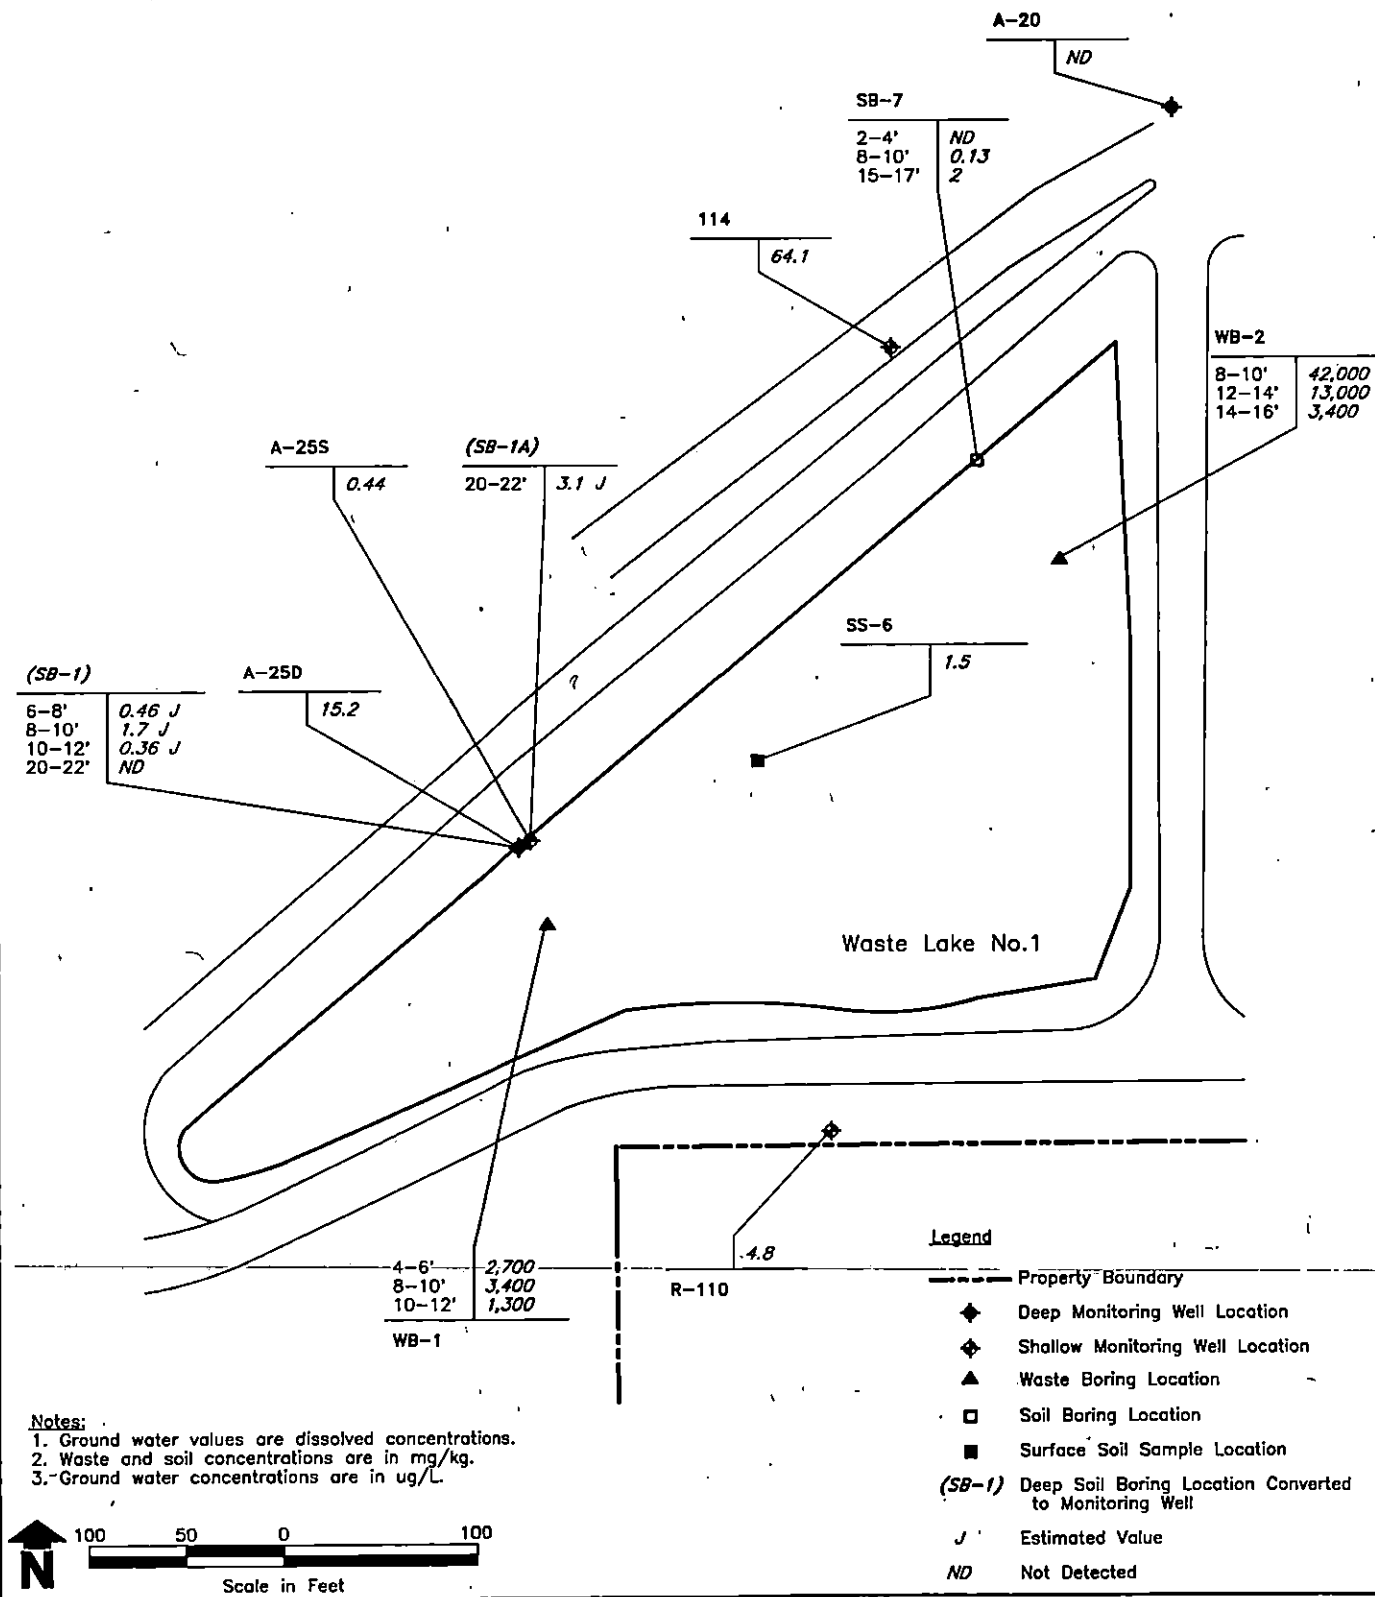 A-20
ND
SB-7
2-4' ND
8-10' 0.13
15-17' 2
114
64.1
WB-2
8-10' 42,000
12-14' 13,000
14-16' 3,400
A-25S
0.44
(SB-1A)
20-22' 3.1 J
SS-6
1.5
(SB-1)
6-8' 0.46 J
8-10' 1.7 J
10-12' 0.36 J
20-22' ND
A-25D
15.2
Waste Lake No.1
4-6' 2,700
8-10' 3,400
10-12' 1,300
WB-1
4.8
R-110
Legend
Property Boundary
Deep Monitoring Well Location
Shallow Monitoring Well Location
Waste Boring Location
Soil Boring Location
Surface Soil Sample Location
(SB-1) Deep Soil Boring Location Converted
to Monitoring Well
J Estimated Value
ND Not Detected
Notes:
1. Ground water values are dissolved concentrations.
2. Waste and soil concentrations are in mg/kg.
3. Ground water concentrations are in ug/L.
N
100 50 0 100
Scale in Feet